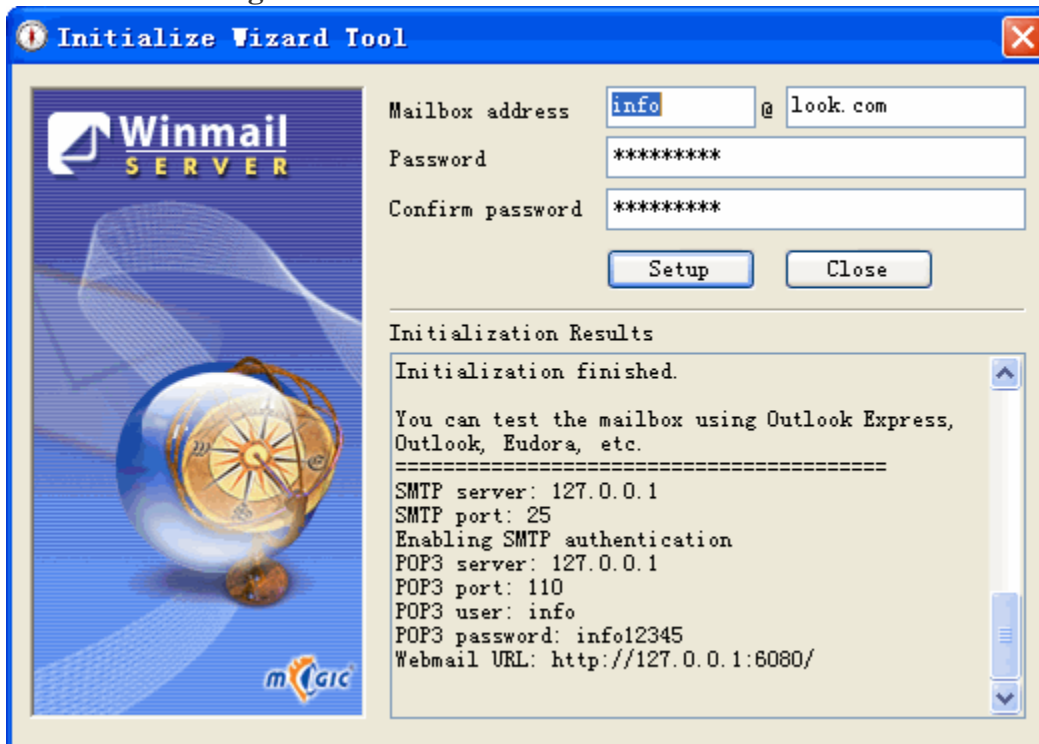 Initialize Wizard Tool
Winmail
SERVER
Mailbox address info @ look.com
Password *********
Confirm password *********
Setup Close
Initialization Results
Initialization finished.
You can test the mailbox using Outlook Express,
Outlook, Eudora, etc.
=========================================
SMTP server: 127.0.0.1
SMTP port: 25
Enabling SMTP authentication
POP3 server: 127.0.0.1
POP3 port: 110
POP3 user: info
POP3 password: info12345
Webmail URL: http://127.0.0.1:6080/
magic